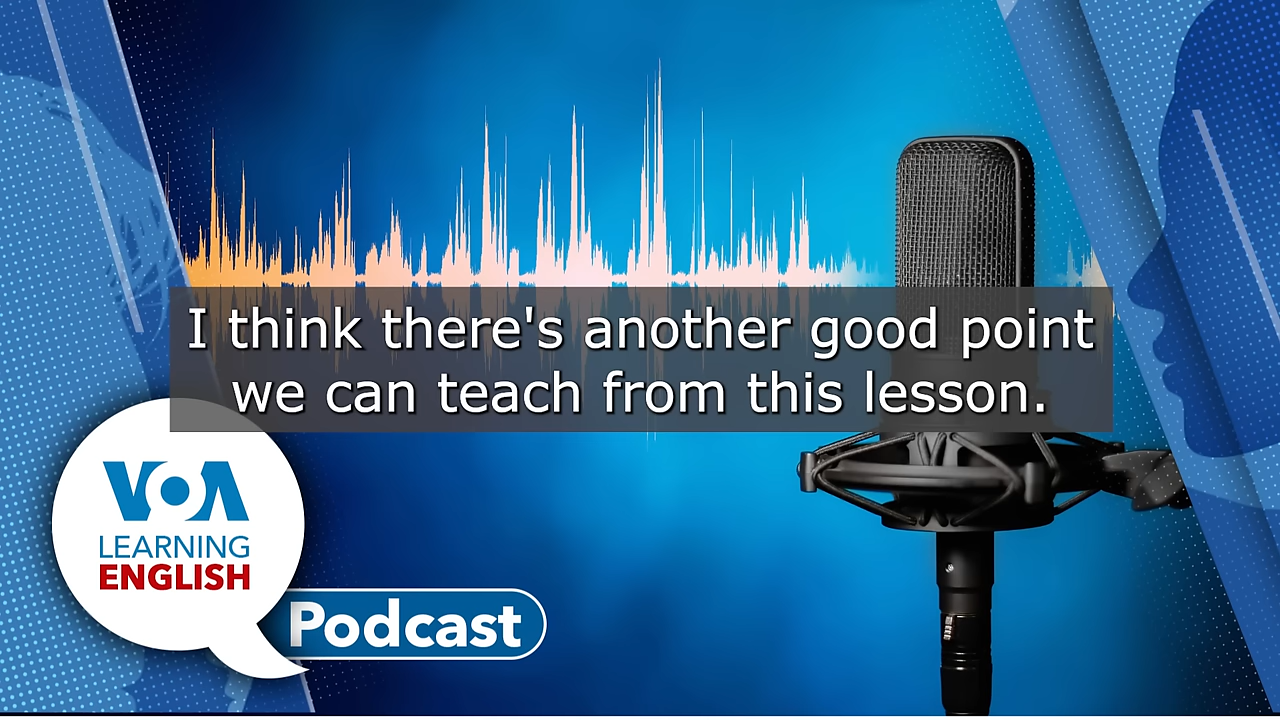 I think there's another good point
we can teach from this lesson.
VOA
LEARNING
ENGLISH
Podcast